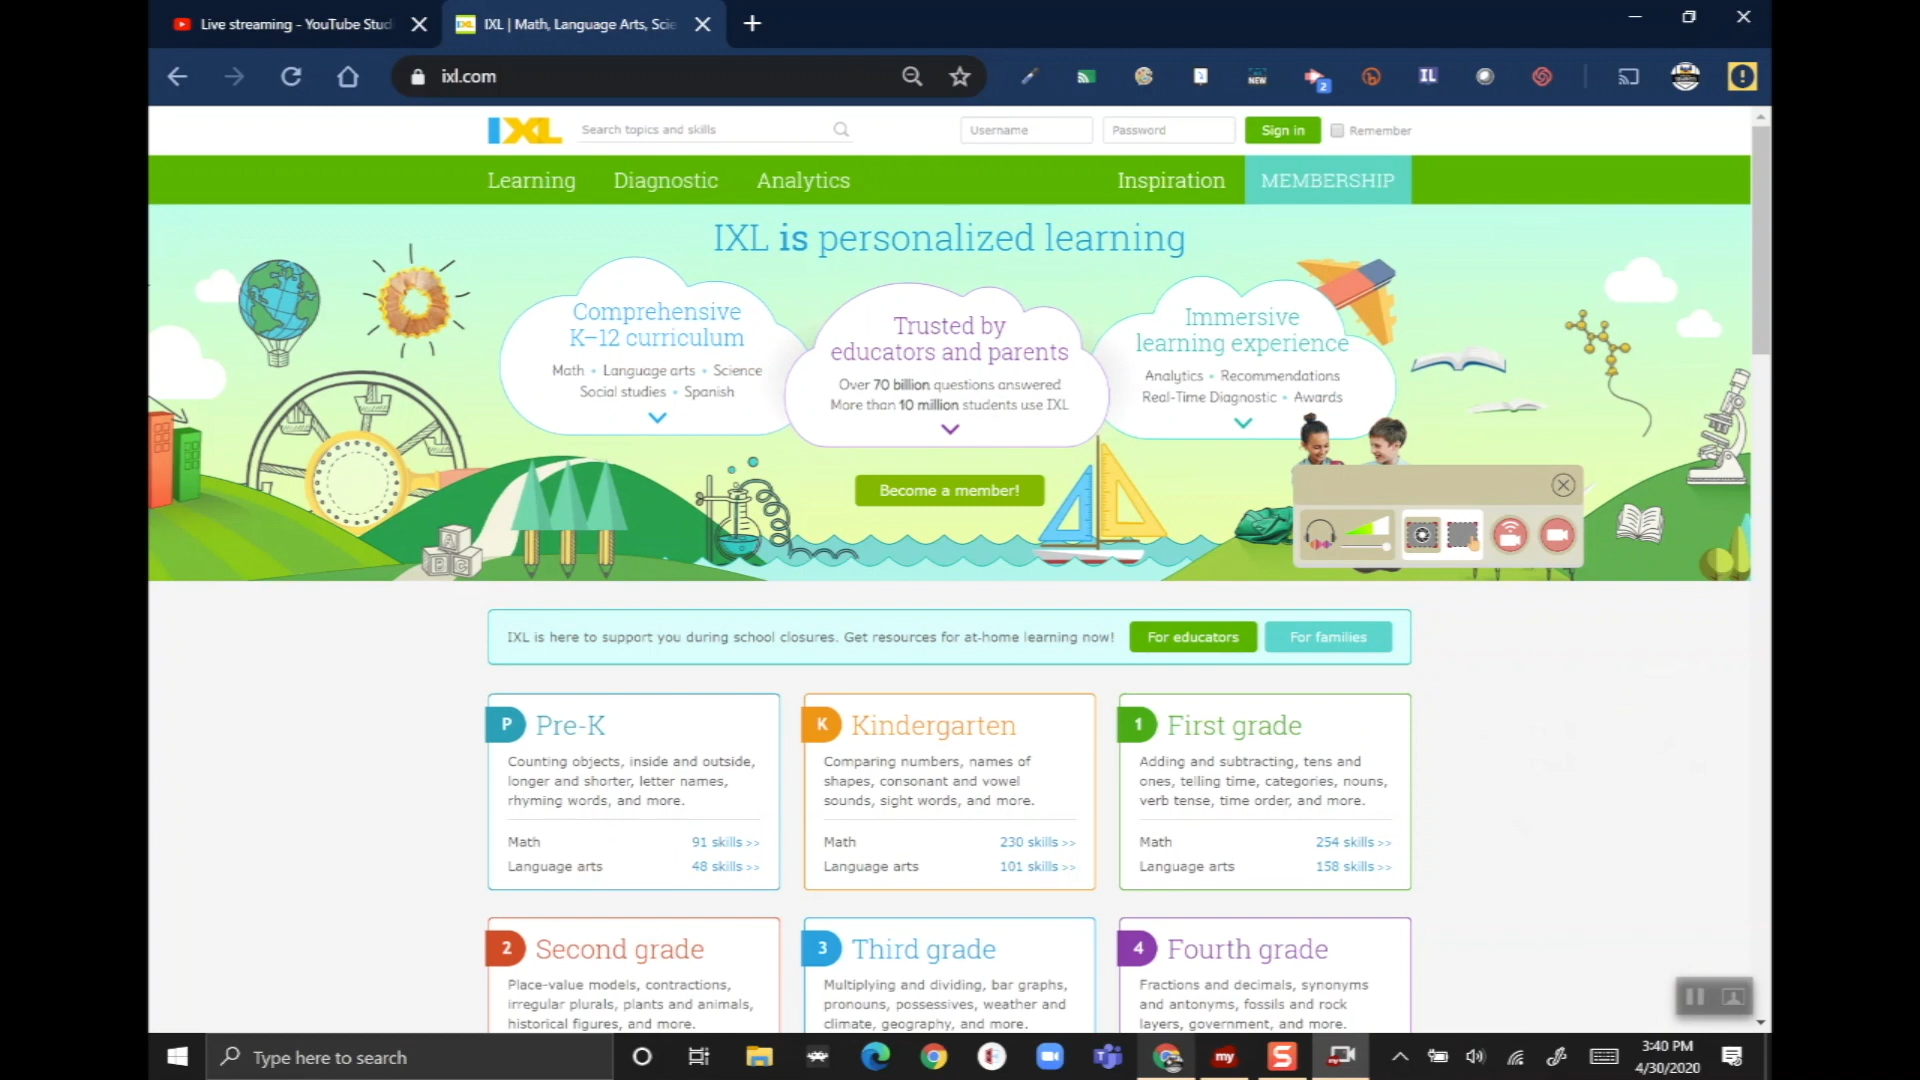 Live streaming - YouTube Stud
IXL | Math, Language Arts, Scie
ixl.com
NEW
2
IL
IXL
Search topics and skills
Username
Password
Sign in
Remember
Learning
Diagnostic
Analytics
Inspiration
MEMBERSHIP
IXL is personalized learning
Comprehensive
K–12 curriculum
Math • Language arts • Science
Social studies • Spanish
Trusted by
educators and parents
Over 70 billion questions answered
More than 10 million students use IXL
Immersive
learning experience
Analytics • Recommendations
Real-Time Diagnostic • Awards
Become a member!
A
B C
IXL is here to support you during school closures. Get resources for at-home learning now!
For educators
For families
P Pre-K
Counting objects, inside and outside,
longer and shorter, letter names,
rhyming words, and more.
Math 91 skills >>
Language arts 48 skills >>
K Kindergarten
Comparing numbers, names of
shapes, consonant and vowel
sounds, sight words, and more.
Math 230 skills >>
Language arts 101 skills >>
1 First grade
Adding and subtracting, tens and
ones, telling time, categories, nouns,
verb tense, time order, and more.
Math 254 skills >>
Language arts 158 skills >>
2 Second grade
Place-value models, contractions,
irregular plurals, plants and animals,
historical figures, and more.
3 Third grade
Multiplying and dividing, bar graphs,
pronouns, possessives, weather and
climate, geography, and more.
4 Fourth grade
Fractions and decimals, synonyms
and antonyms, fossils and rock
layers, government, and more.
Type here to search
my
S
3:40 PM
4/30/2020